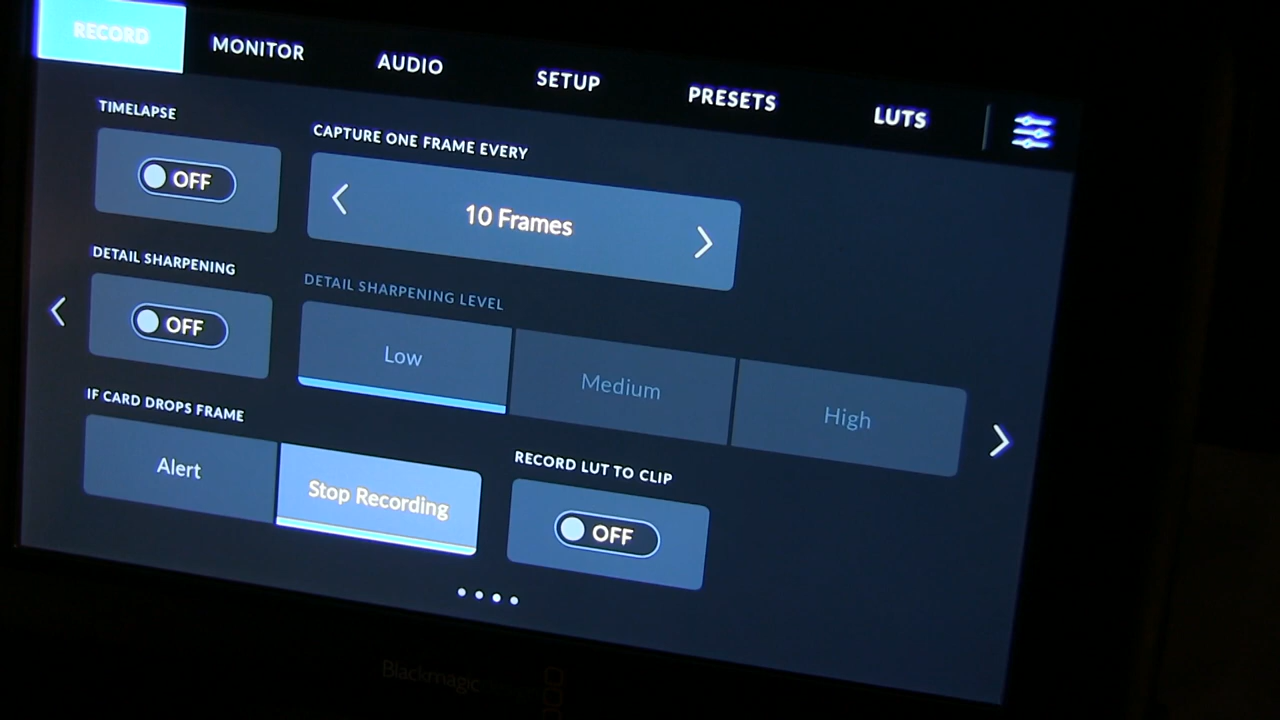 RECORD
MONITOR
AUDIO
SETUP
PRESETS
LUTS
TIMELAPSE
CAPTURE ONE FRAME EVERY
OFF
10 Frames
DETAIL SHARPENING
DETAIL SHARPENING LEVEL
OFF
Low
Medium
High
IF CARD DROPS FRAME
RECORD LUT TO CLIP
Alert
Stop Recording
OFF
Blackmagic